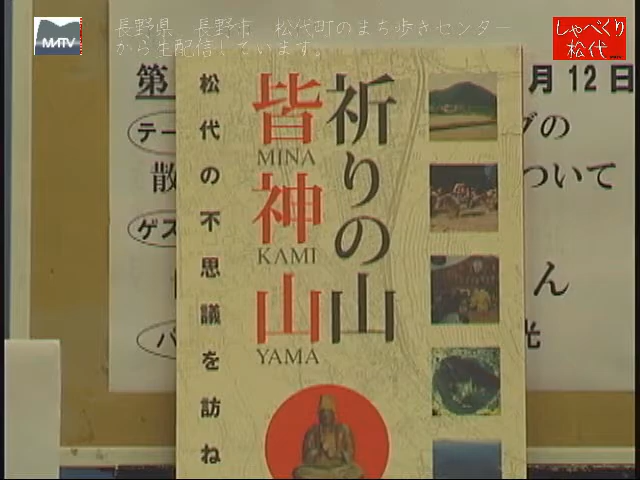 MATV
長野県 長野市 松代町のまち歩きセンター
から生配信しています。
しゃべくり
松代
第
月12日
テー
グの
散
ついて
ゲス
ん
光
祈りの山
皆神山
MINA
KAMI
YAMA
松代の不思議を訪ね